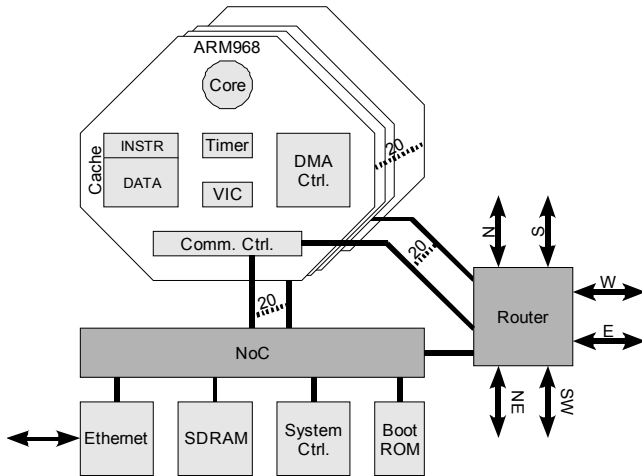 ARM968
Core
Cache
INSTR
DATA
Timer
VIC
DMA
Ctrl.
20
Comm. Ctrl.
20
20
N
S
W
E
Router
NE
SW
NoC
Ethernet
SDRAM
System
Ctrl.
Boot
ROM